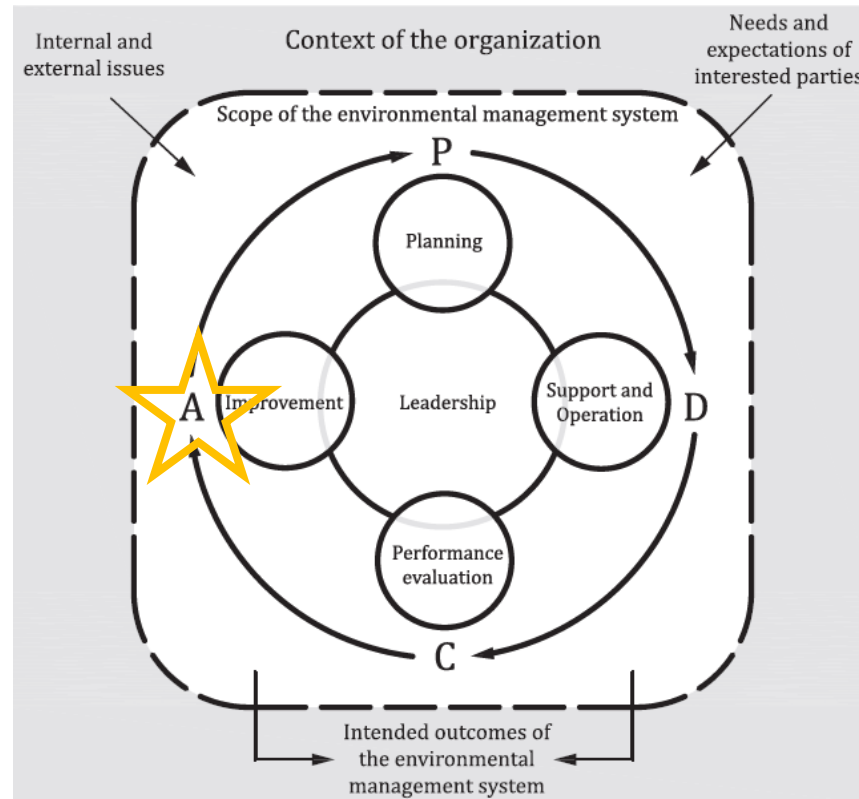 Internal and
external issues
Context of the organization
Needs and
expectations of
interested parties
Scope of the environmental management system
P
Planning
A
Improvement
Leadership
Support and
Operation
D
Performance
evaluation
C
Intended outcomes of
the environmental
management system